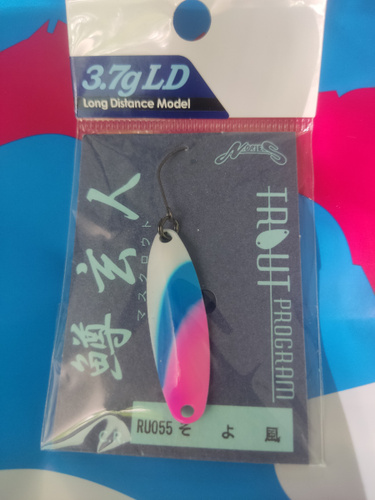 3.7g L.D
Long Distance Model
Nories
TROUT
PROGRAM
鱒玄人
マスクロウト
RU055 そよ風